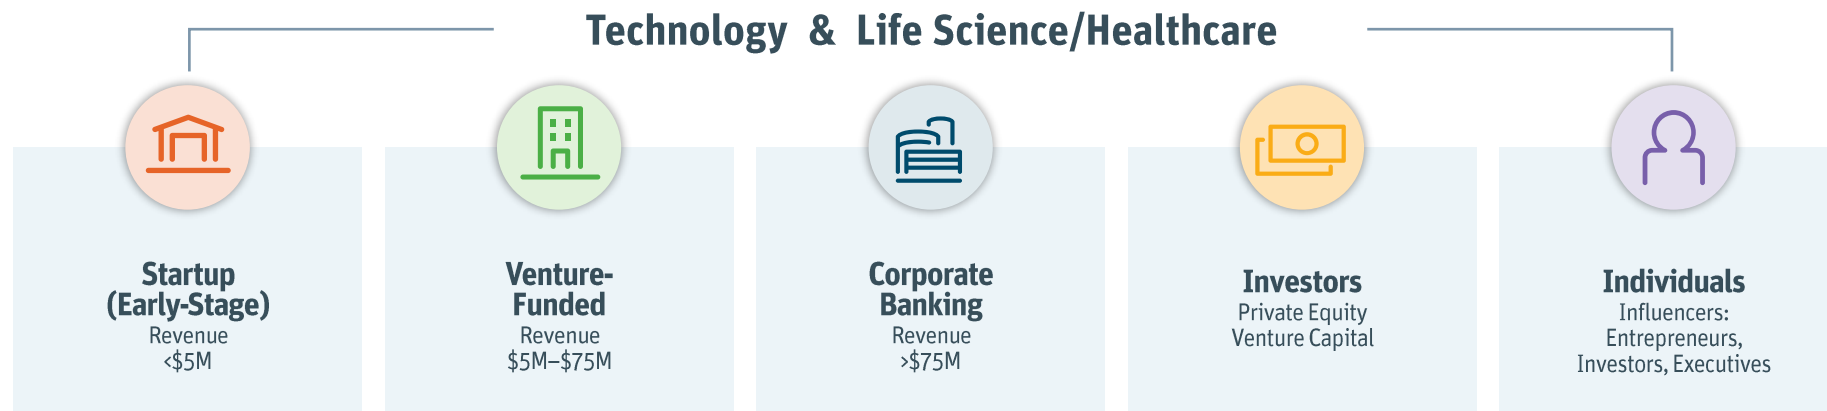 Technology & Life Science/Healthcare
Startup
(Early-Stage)
Revenue
<$5M
Venture-
Funded
Revenue
$5M–$75M
Corporate
Banking
Revenue
>$75M
Investors
Private Equity
Venture Capital
Individuals
Influencers:
Entrepreneurs,
Investors, Executives